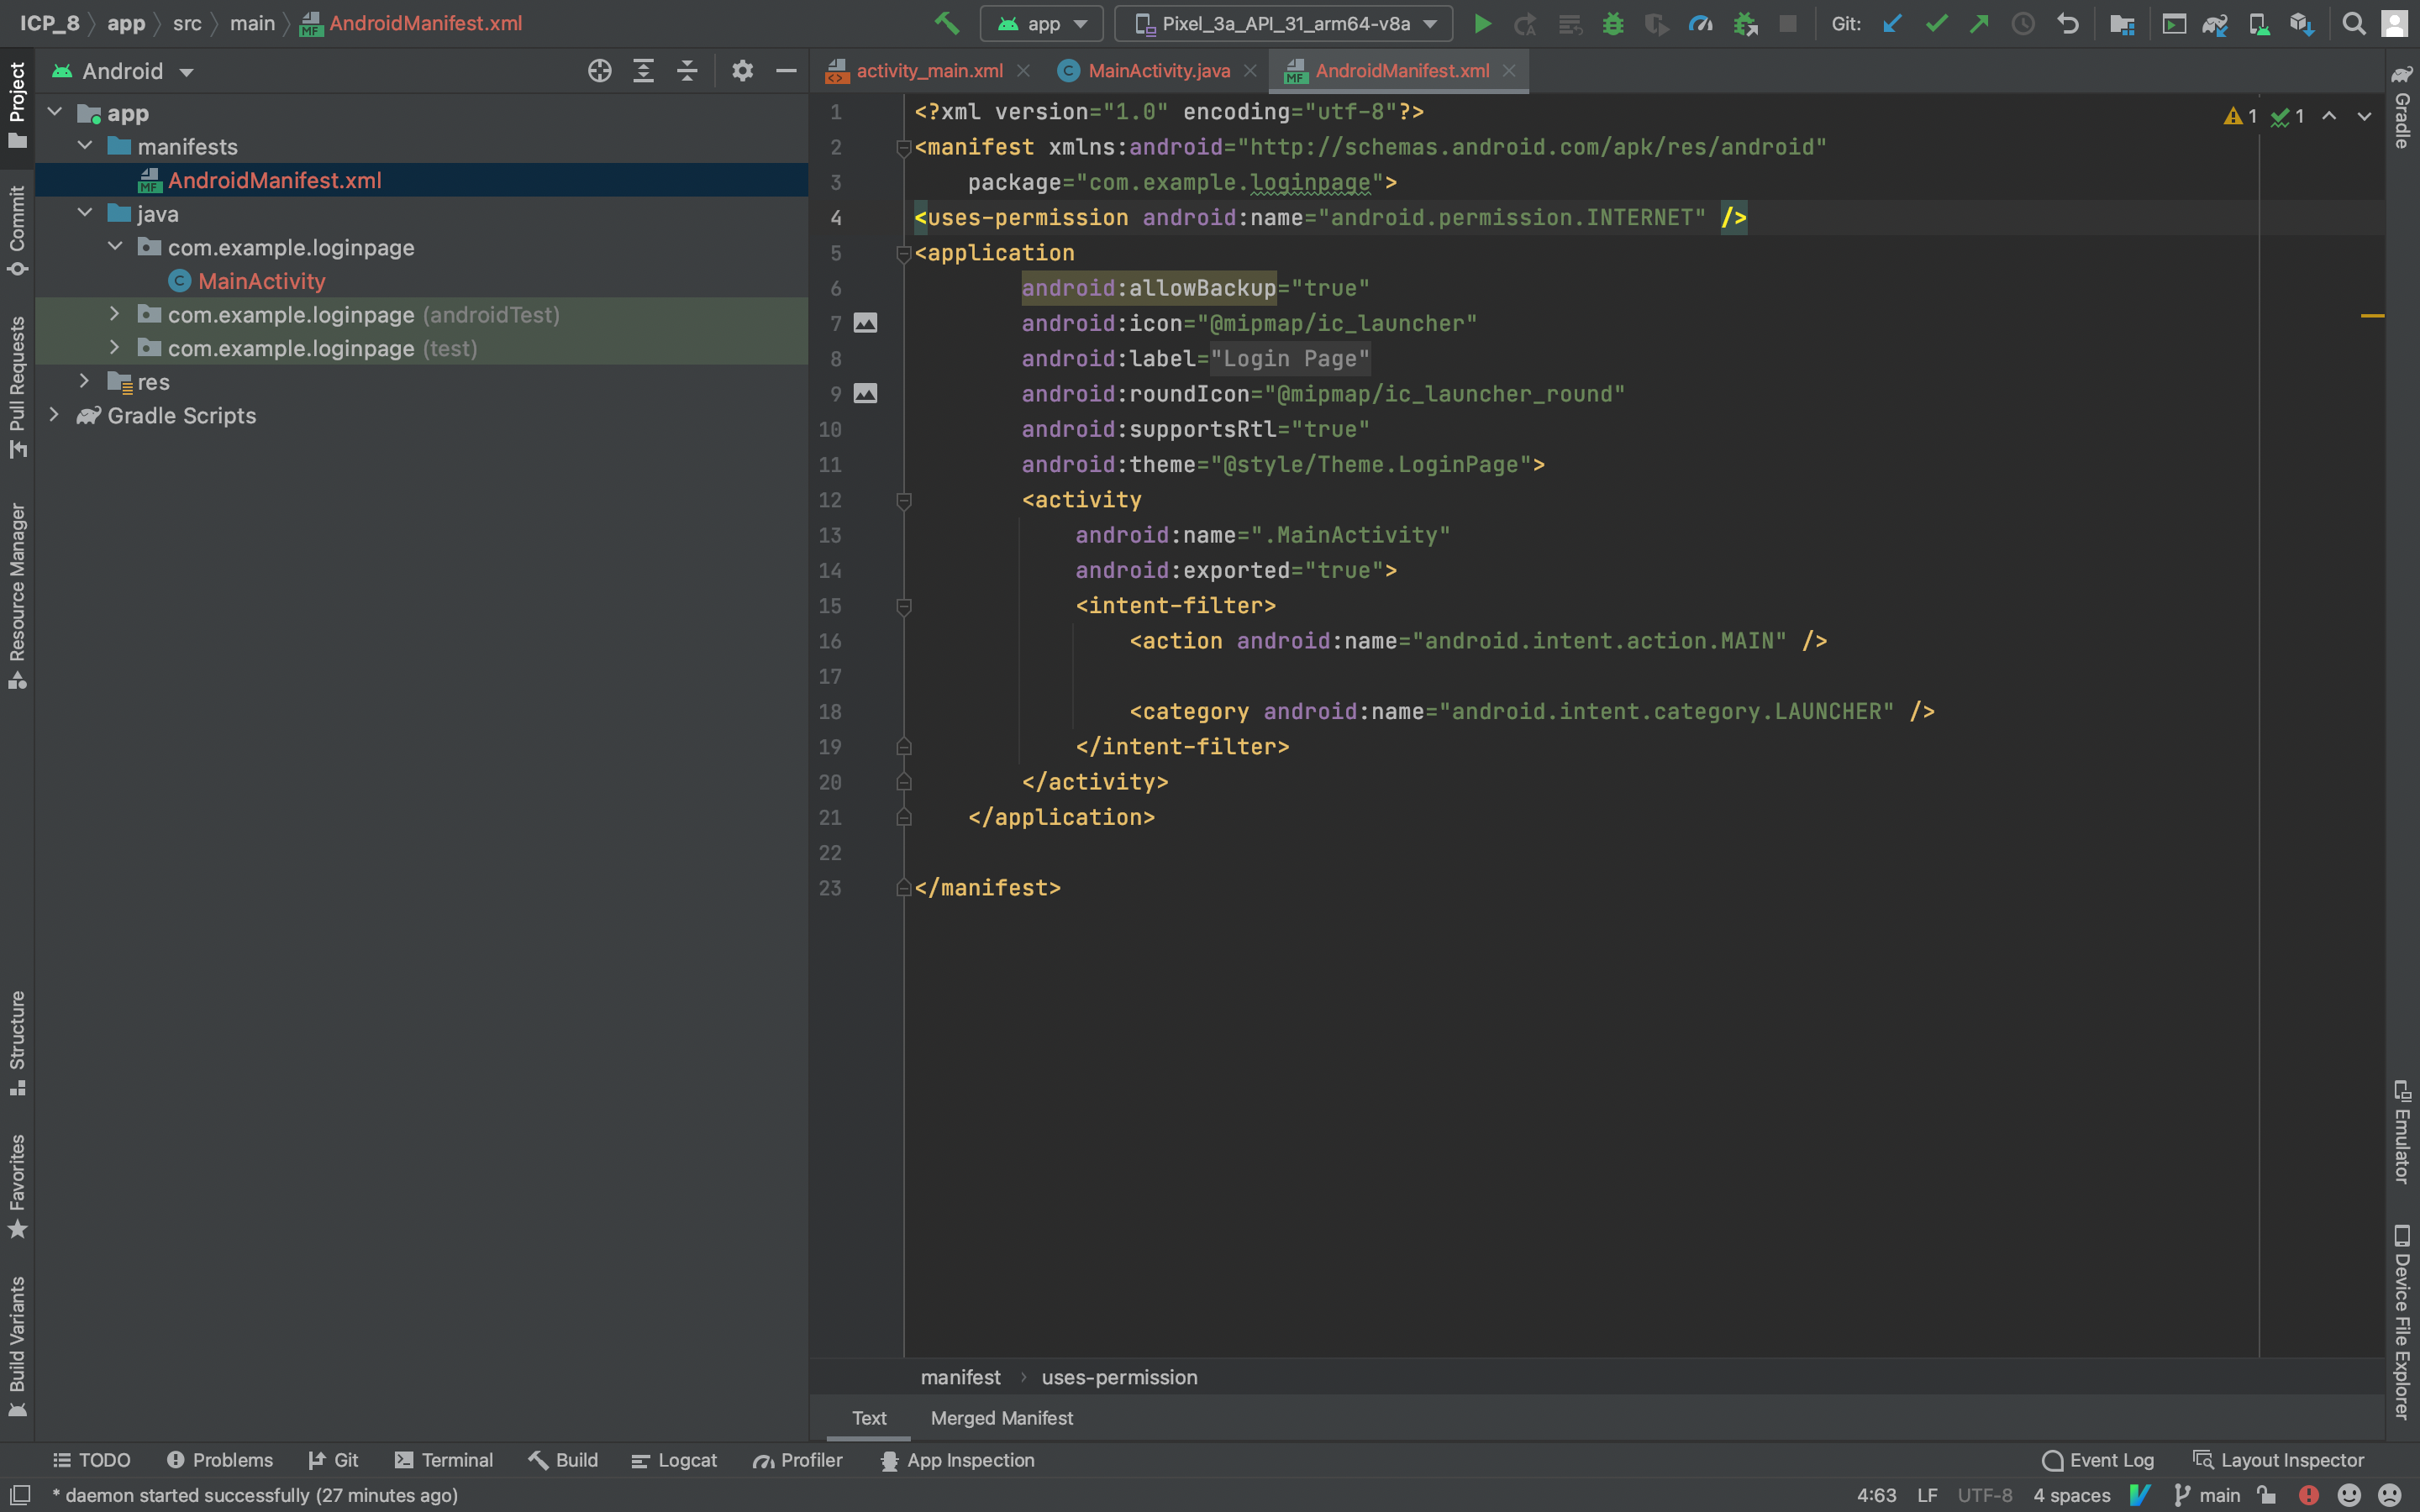 ICP_8 app src main AndroidManifest.xml app Pixel_3a_API_31_arm64-v8a Git:
Project
Commit
Pull Requests
Resource Manager
Structure
Favorites
Build Variants
Android
app
manifests
AndroidManifest.xml
java
com.example.loginpage
MainActivity
com.example.loginpage (androidTest)
com.example.loginpage (test)
res
Gradle Scripts
activity_main.xml MainActivity.java AndroidManifest.xml
1 <?xml version="1.0" encoding="utf-8"?>
2 <manifest xmlns:android="http://schemas.android.com/apk/res/android"
3 package="com.example.loginpage">
4 <uses-permission android:name="android.permission.INTERNET" />
5 <application
6 android:allowBackup="true"
7 android:icon="@mipmap/ic_launcher"
8 android:label="Login Page"
9 android:roundIcon="@mipmap/ic_launcher_round"
10 android:supportsRtl="true"
11 android:theme="@style/Theme.LoginPage">
12 <activity
13 android:name=".MainActivity"
14 android:exported="true">
15 <intent-filter>
16 <action android:name="android.intent.action.MAIN" />
17
18 <category android:name="android.intent.category.LAUNCHER" />
19 </intent-filter>
20 </activity>
21 </application>
22
23 </manifest>
1 1
Gradle
Emulator
Device File Explorer
manifest uses-permission
Text Merged Manifest
TODO Problems Git Terminal Build Logcat Profiler App Inspection Event Log Layout Inspector
* daemon started successfully (27 minutes ago) 4:63 LF UTF-8 4 spaces main